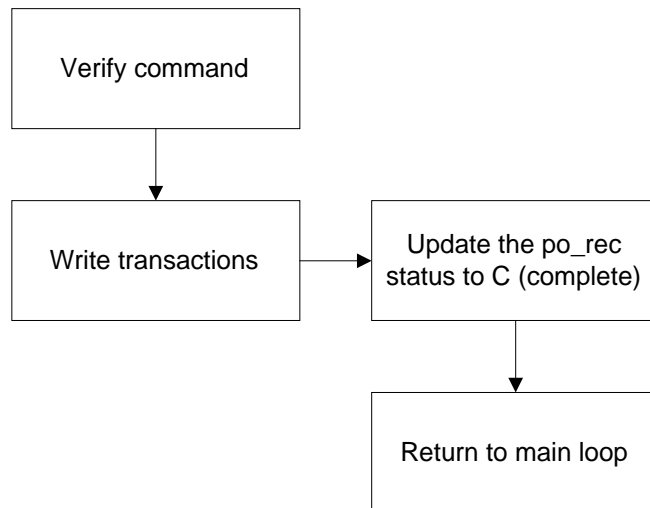 Verify command
Write transactions
Update the po_rec
status to C (complete)
Return to main loop